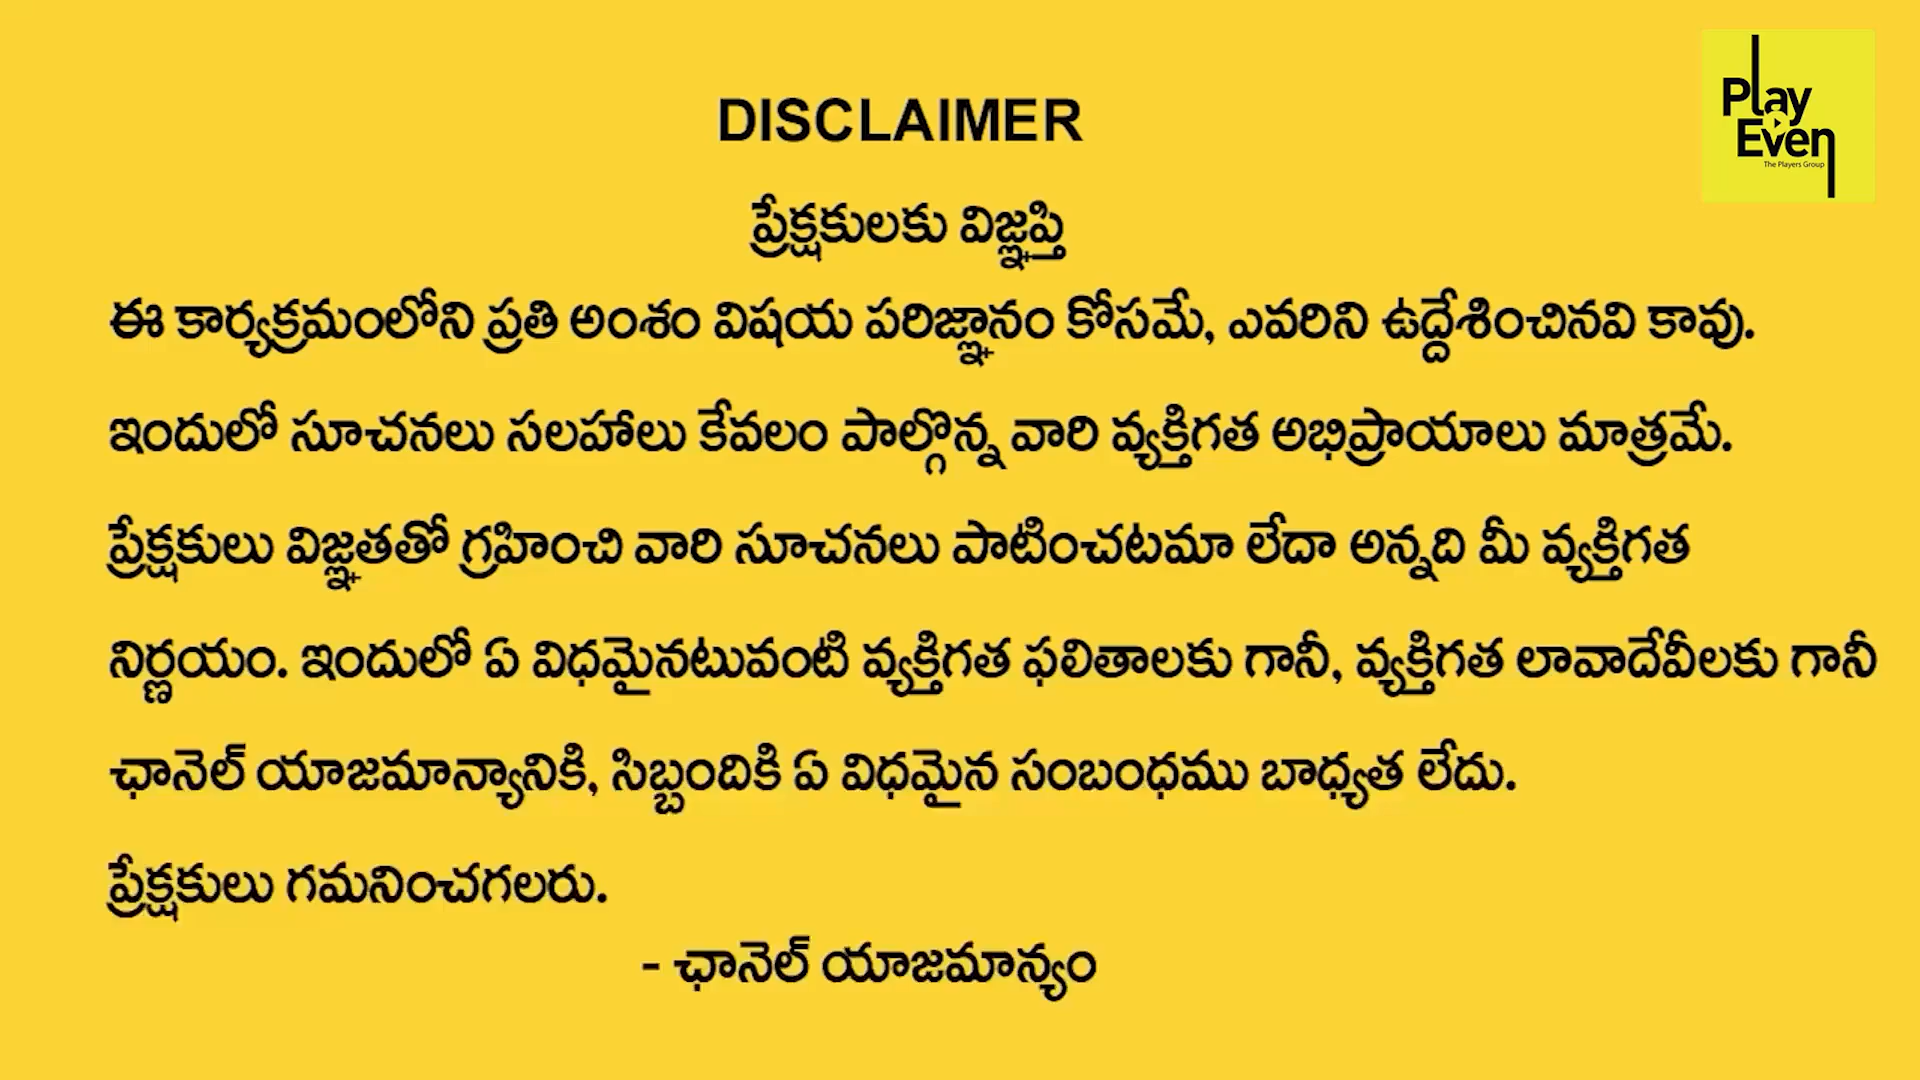 Play
Even
The Players Group
DISCLAIMER
ప్రేక్షకులకు విజ్ఞప్తి
ఈ కార్యక్రమంలోని ప్రతి అంశం విషయ పరిజ్ఞానం కోసమే, ఎవరిని ఉద్దేశించినవి కావు.
ఇందులో సూచనలు సలహాలు కేవలం పాల్గొన్న వారి వ్యక్తిగత అభిప్రాయాలు మాత్రమే.
ప్రేక్షకులు విజ్ఞతతో గ్రహించి వారి సూచనలు పాటించటమా లేదా అన్నది మీ వ్యక్తిగత
నిర్ణయం. ఇందులో ఏ విధమైనటువంటి వ్యక్తిగత ఫలితాలకు గానీ, వ్యక్తిగత లావాదేవీలకు గానీ
ఛానెల్ యాజమాన్యానికి, సిబ్బందికి ఏ విధమైన సంబంధము బాధ్యత లేదు.
ప్రేక్షకులు గమనించగలరు.
- ఛానెల్ యాజమాన్యం